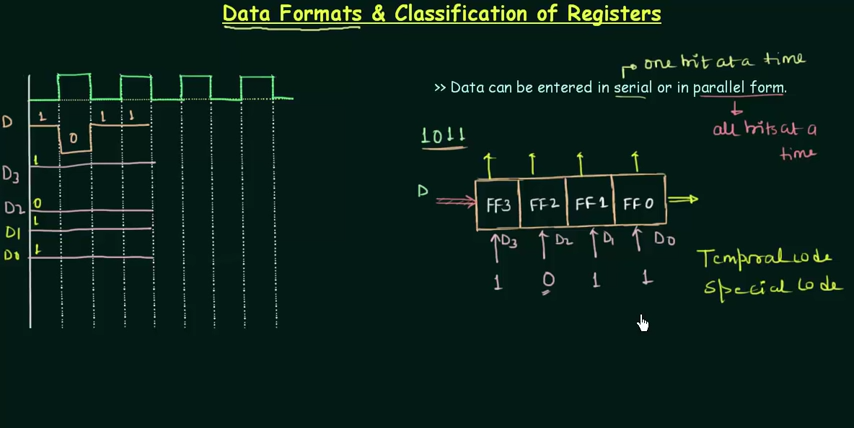 Data Formats & Classification of Registers
one bit at a time
>> Data can be entered in serial or in parallel form.
all bits at a
time
1011
D
1 0 1 1
D3
1
D2
0
D1
1
D0
1
D
FF3 FF2 FF1 FF0
D3 D2 D1 D0
1 0 1 1
Temporal code
Special code